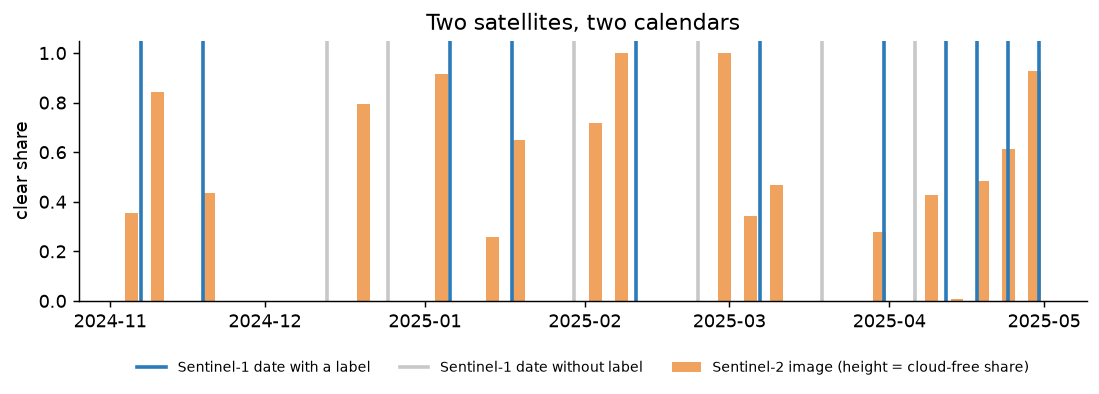 Two satellites, two calendars
clear share
1.0
0.8
0.6
0.4
0.2
0.0
2024-11 2024-12 2025-01 2025-02 2025-03 2025-04 2025-05
Sentinel-1 date with a label Sentinel-1 date without label Sentinel-2 image (height = cloud-free share)